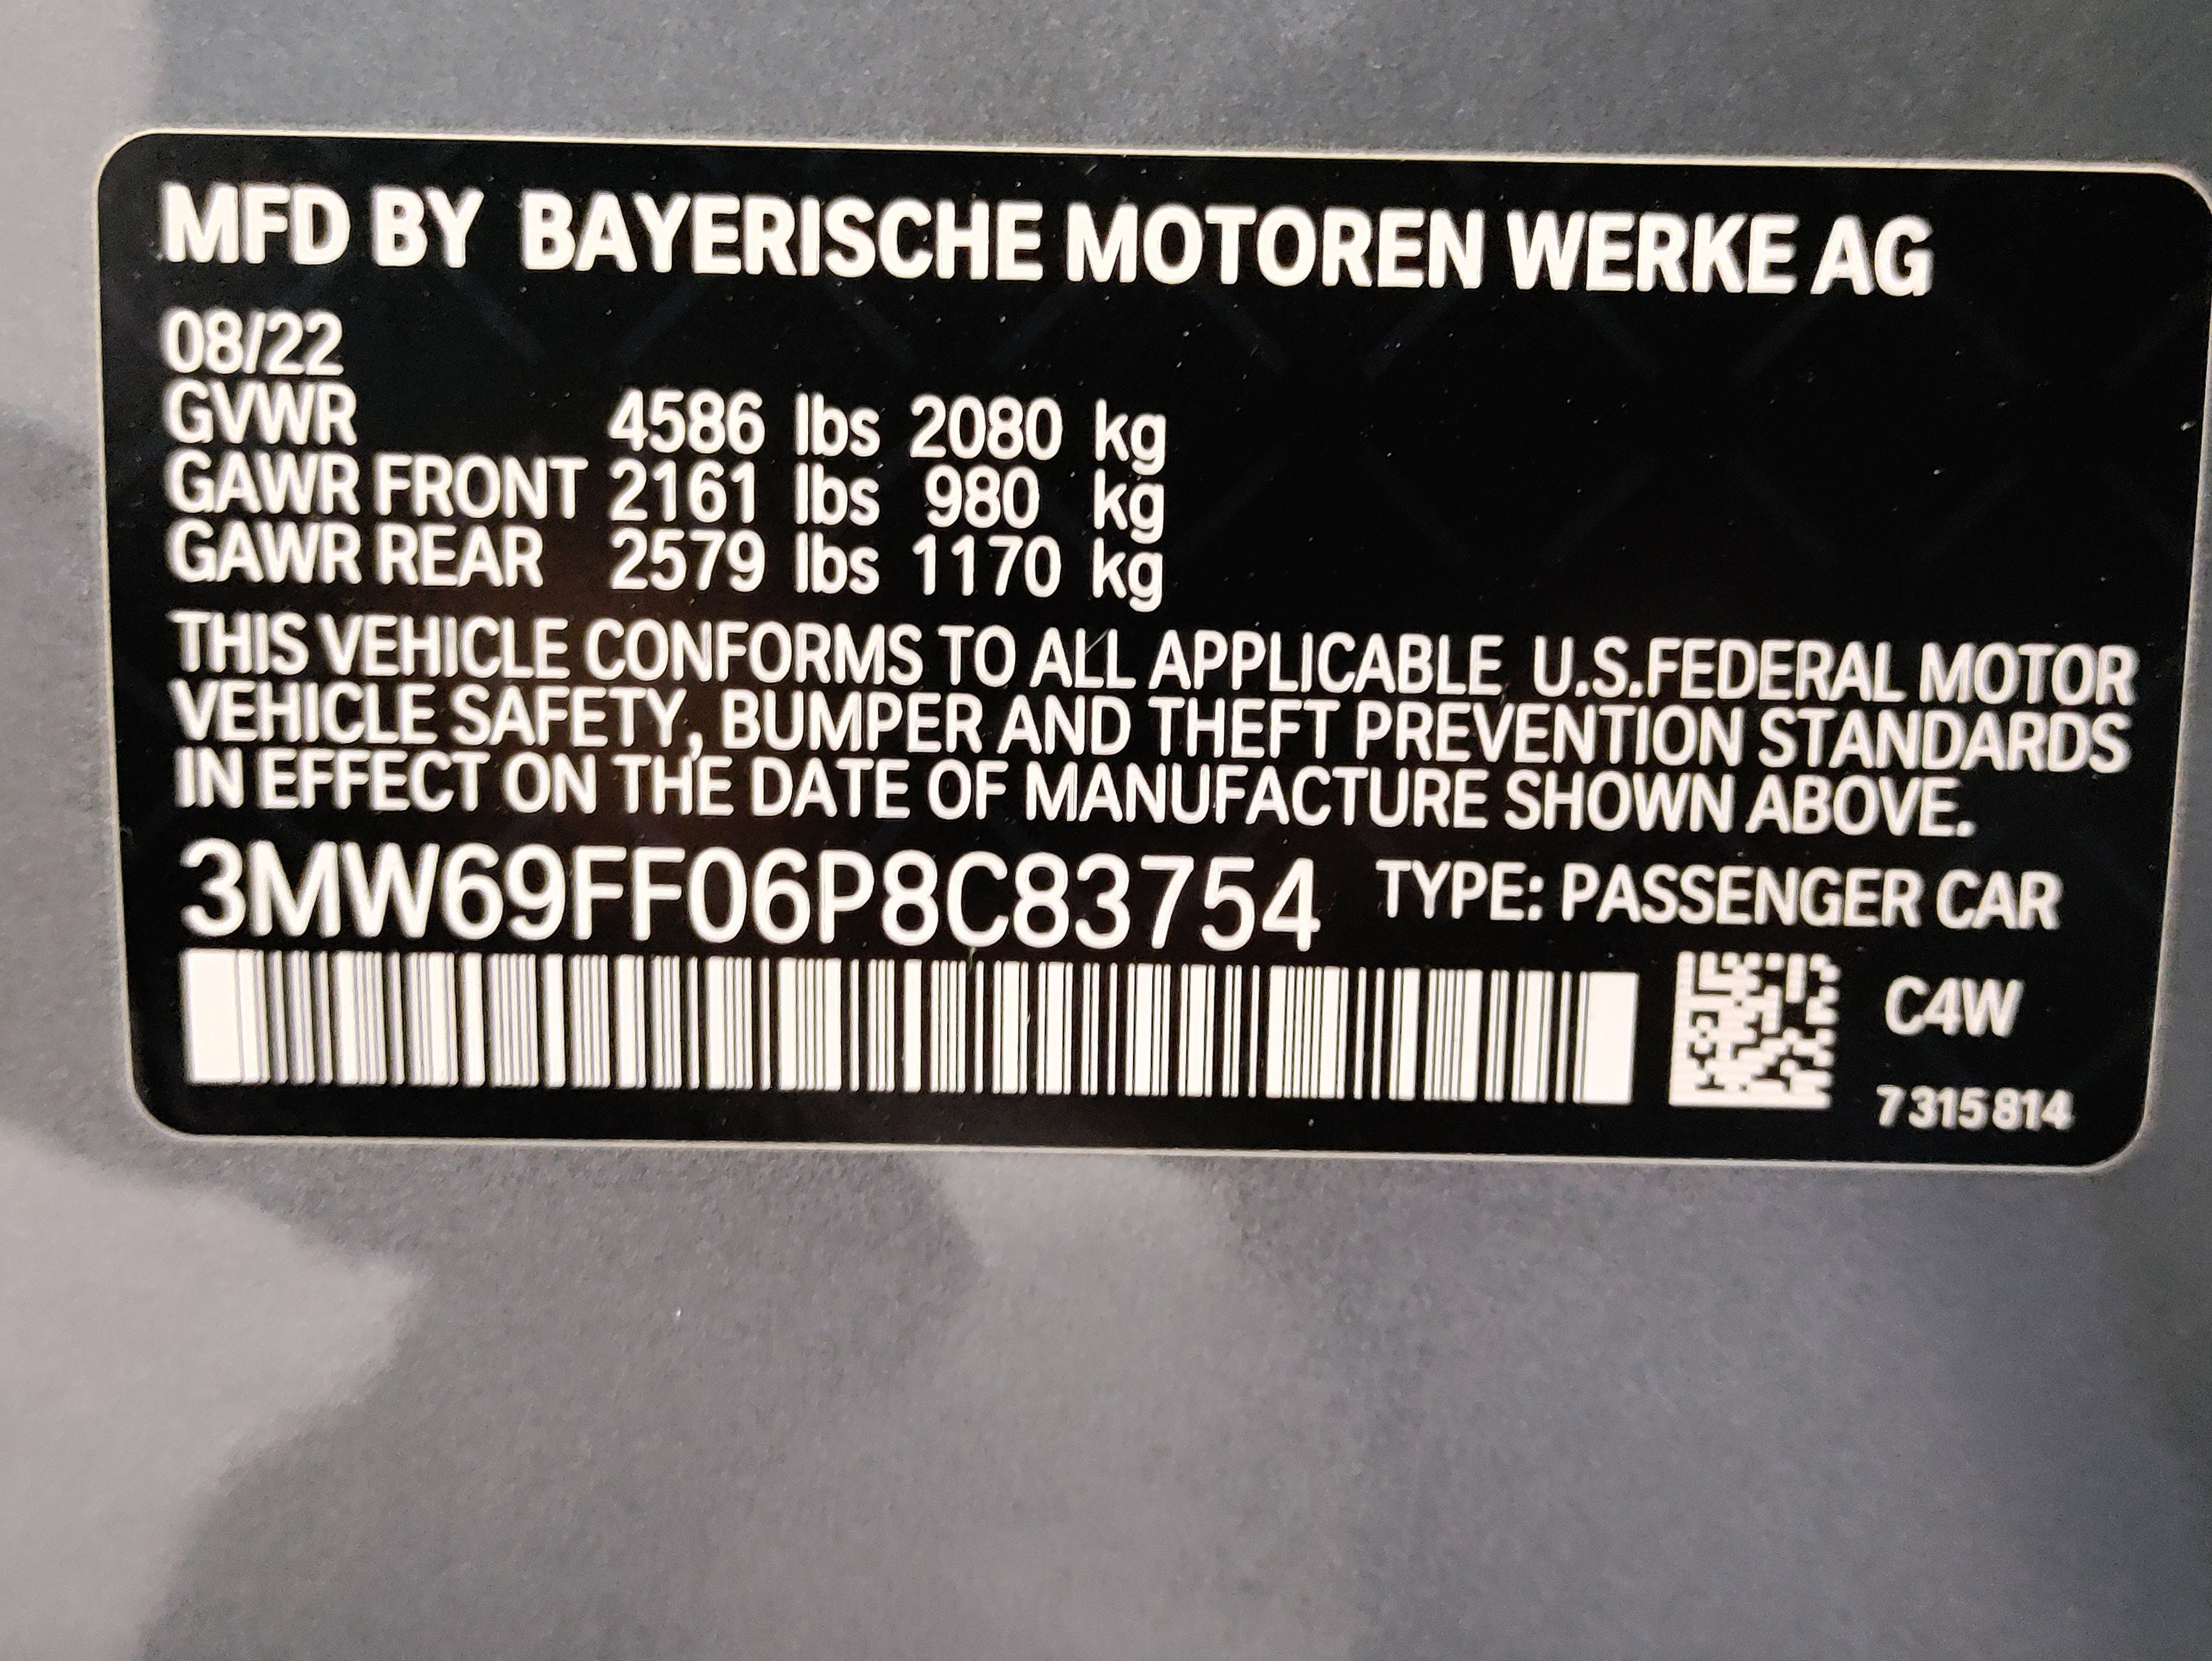 MFD BY BAYERISCHE MOTOREN WERKE AG
08/22
GVWR 4586 lbs 2080 kg
GAWR FRONT 2161 lbs 980 kg
GAWR REAR 2579 lbs 1170 kg
THIS VEHICLE CONFORMS TO ALL APPLICABLE U.S.FEDERAL MOTOR
VEHICLE SAFETY, BUMPER AND THEFT PREVENTION STANDARDS
IN EFFECT ON THE DATE OF MANUFACTURE SHOWN ABOVE.
3MW69FF06P8C83754 TYPE: PASSENGER CAR
C4W
7 315 814